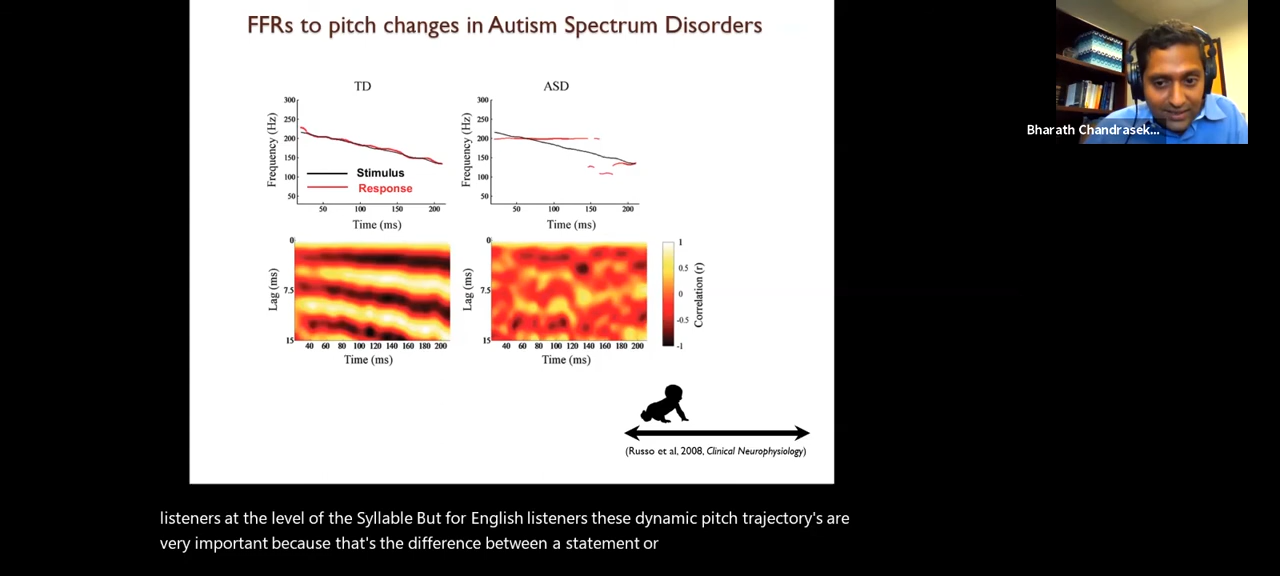 FFRs to pitch changes in Autism Spectrum Disorders
TD
ASD
300
250
200
150
100
50
Frequency (Hz)
Stimulus
Response
50
100
150
200
Time (ms)
300
250
200
150
100
50
Frequency (Hz)
50
100
150
200
Time (ms)
0
7.5
15
Lag (ms)
40 60 80 100 120 140 160 180 200
Time (ms)
0
7.5
15
Lag (ms)
40 60 80 100 120 140 160 180 200
Time (ms)
1
0.5
0
-0.5
-1
Correlation (r)
(Russo et al, 2008, Clinical Neurophysiology)
Bharath Chandrasek...
listeners at the level of the Syllable But for English listeners these dynamic pitch trajectory's are
very important because that's the difference between a statement or